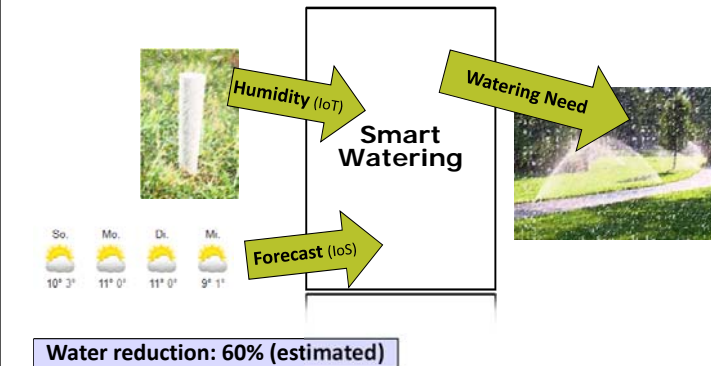 Humidity (IoT)
Watering Need
Smart
Watering
So. Mo. Di. Mi.
10° 3° 11° 0° 11° 0° 9° 1°
Forecast (IoS)
Water reduction: 60% (estimated)